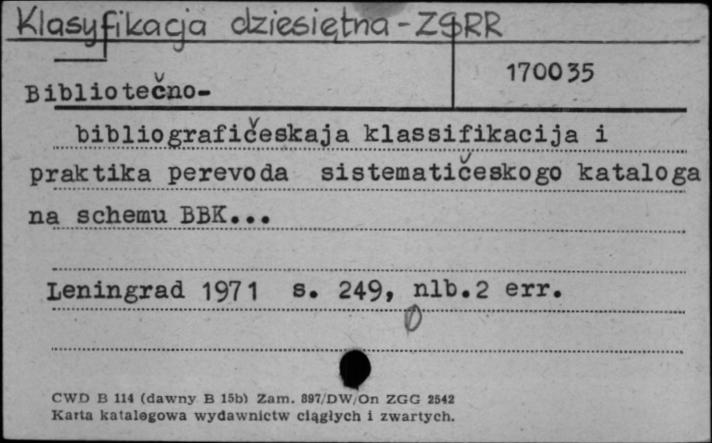 Klasyfikacja dziesiętna - ZSRR
170035
Bibliotečno-
bibliografičeskaja klassifikacija i
praktika perevoda sistematičeskogo kataloga
na schemu BBK...
Leningrad 1971 s. 249, nlb.2 err.
CWD B 114 (dawny B 15b) Zam. 897/DW/On ZGG 2542
Karta katalogowa wydawnictw ciągłych i zwartych.